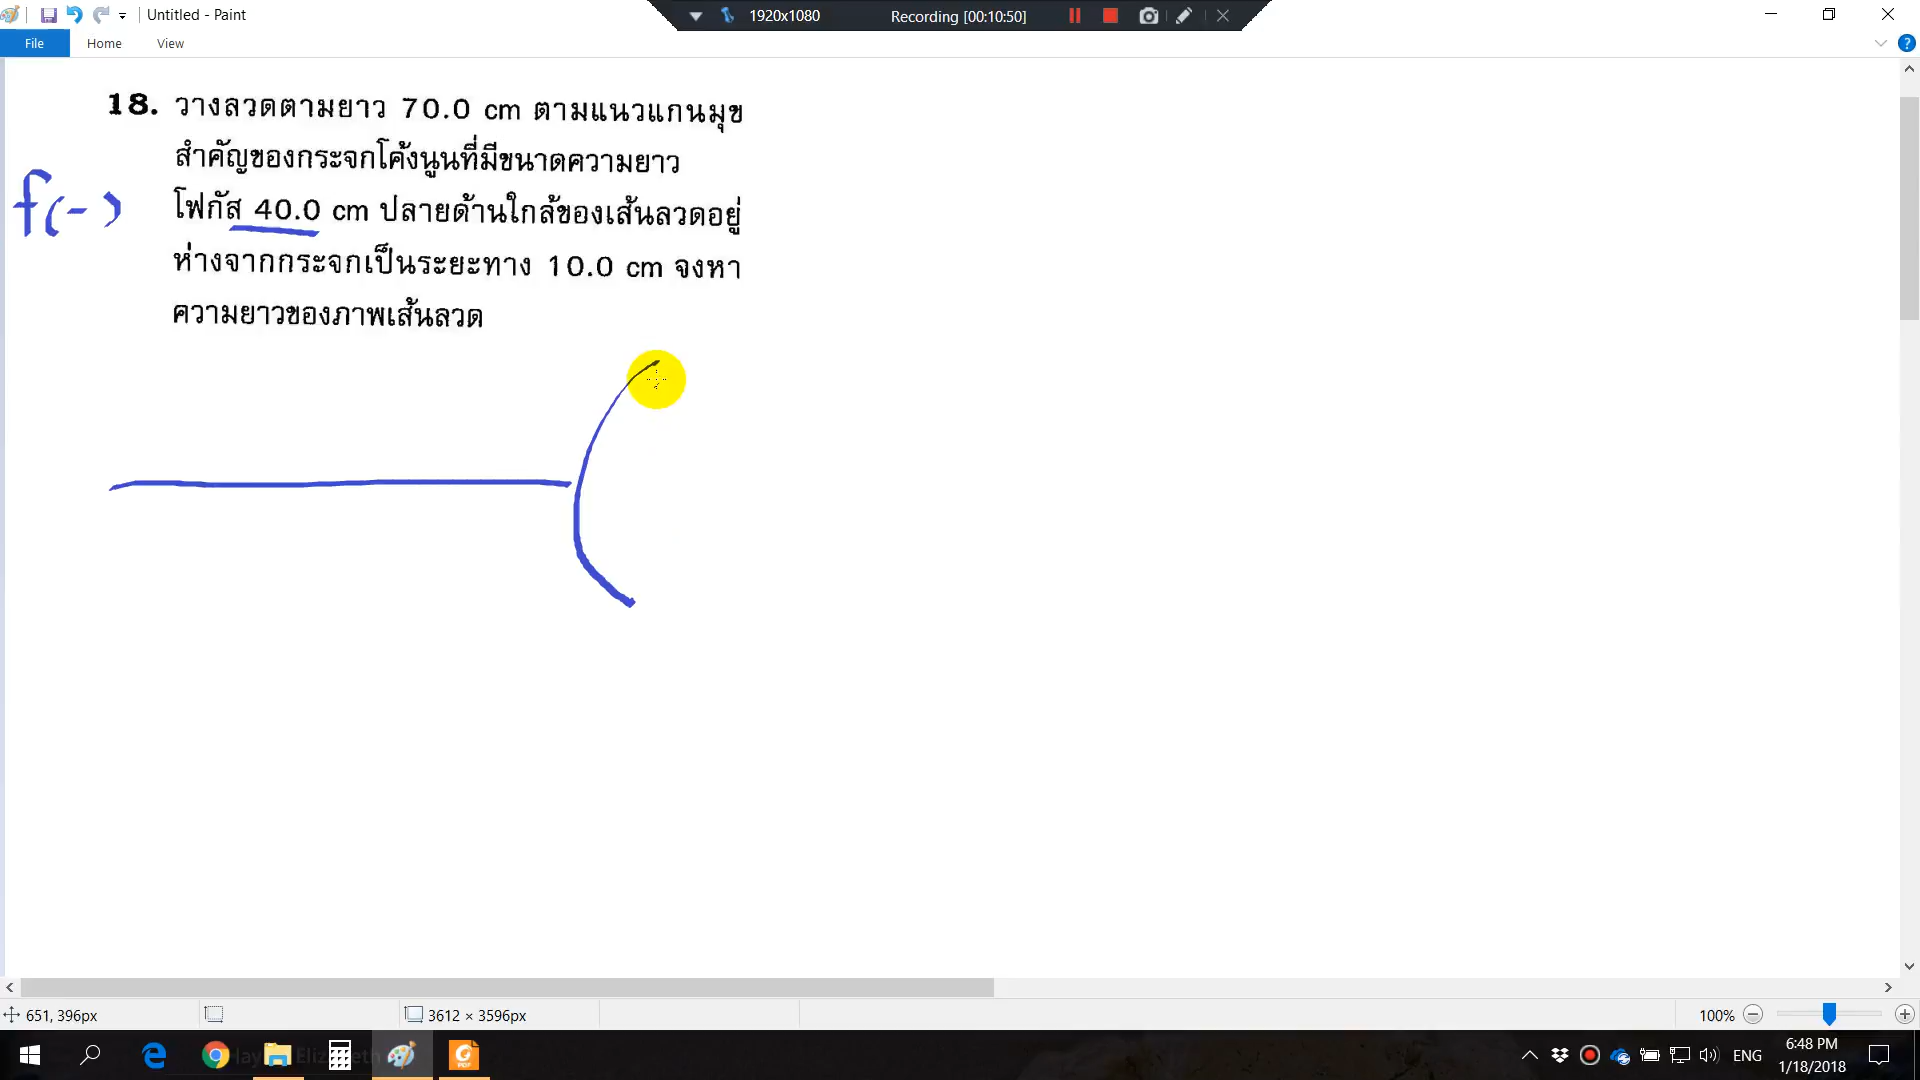 Untitled - Paint
1920x1080
Recording [00:10:50]
File Home View
18. วางลวดตามยาว 70.0 cm ตามแนวแกนมุข
สำคัญของกระจกโค้งนูนที่มีขนาดความยาว
f(-)
โฟกัส 40.0 cm ปลายด้านใกล้ของเส้นลวดอยู่
ห่างจากกระจกเป็นระยะทาง 10.0 cm จงหา
ความยาวของภาพเส้นลวด
651, 396px
3612 × 3596px
100%
ENG
6:48 PM
1/18/2018